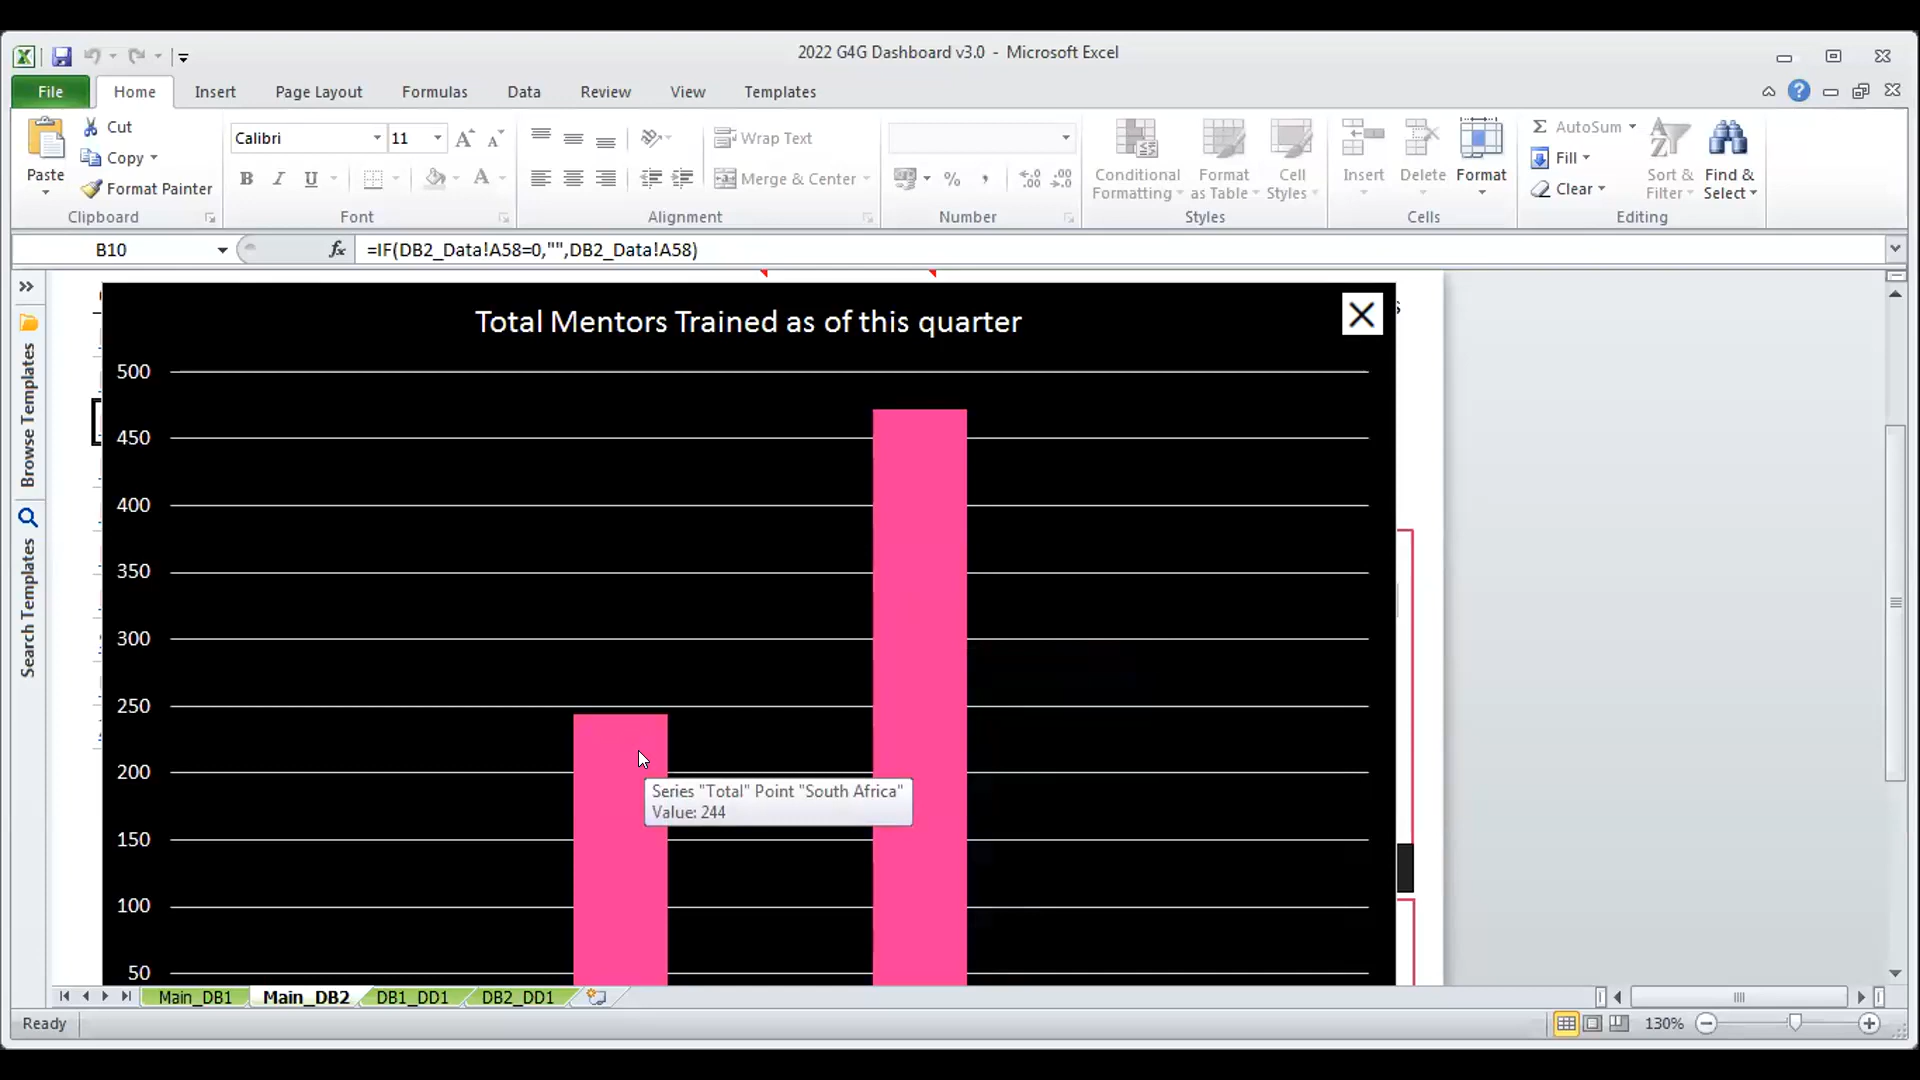 2022 G4G Dashboard v3.0 - Microsoft Excel
File Home Insert Page Layout Formulas Data Review View Templates
Paste
Cut
Copy
Format Painter
Clipboard
Calibri 11
B I U A
Font
Wrap Text
Merge & Center
Alignment
%
Number
Conditional Formatting
Format as Table
Cell Styles
Styles
Insert Delete Format
Cells
AutoSum
Fill
Clear
Sort & Filter
Find & Select
Editing
B10 fx =IF(DB2_Data!A58=0,"",DB2_Data!A58)
Browse Templates
Search Templates
Total Mentors Trained as of this quarter
500
450
400
350
300
250
200
150
100
50
Series "Total" Point "South Africa"
Value: 244
Main_DB1 Main_DB2 DB1_DD1 DB2_DD1
Ready 130%